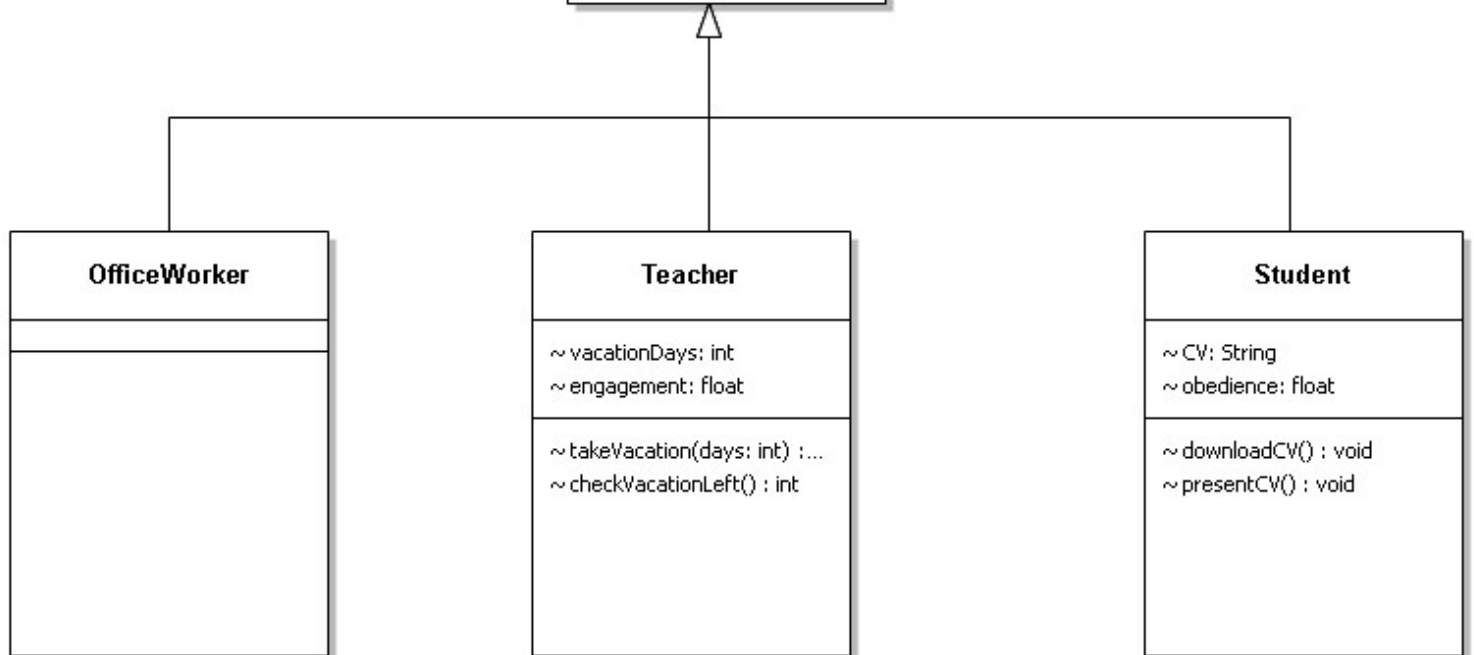 OfficeWorker
Teacher
~ vacationDays: int
~ engagement: float
~ takeVacation(days: int) :...
~ checkVacationLeft() : int
Student
~ CV: String
~ obedience: float
~ downloadCV() : void
~ presentCV() : void